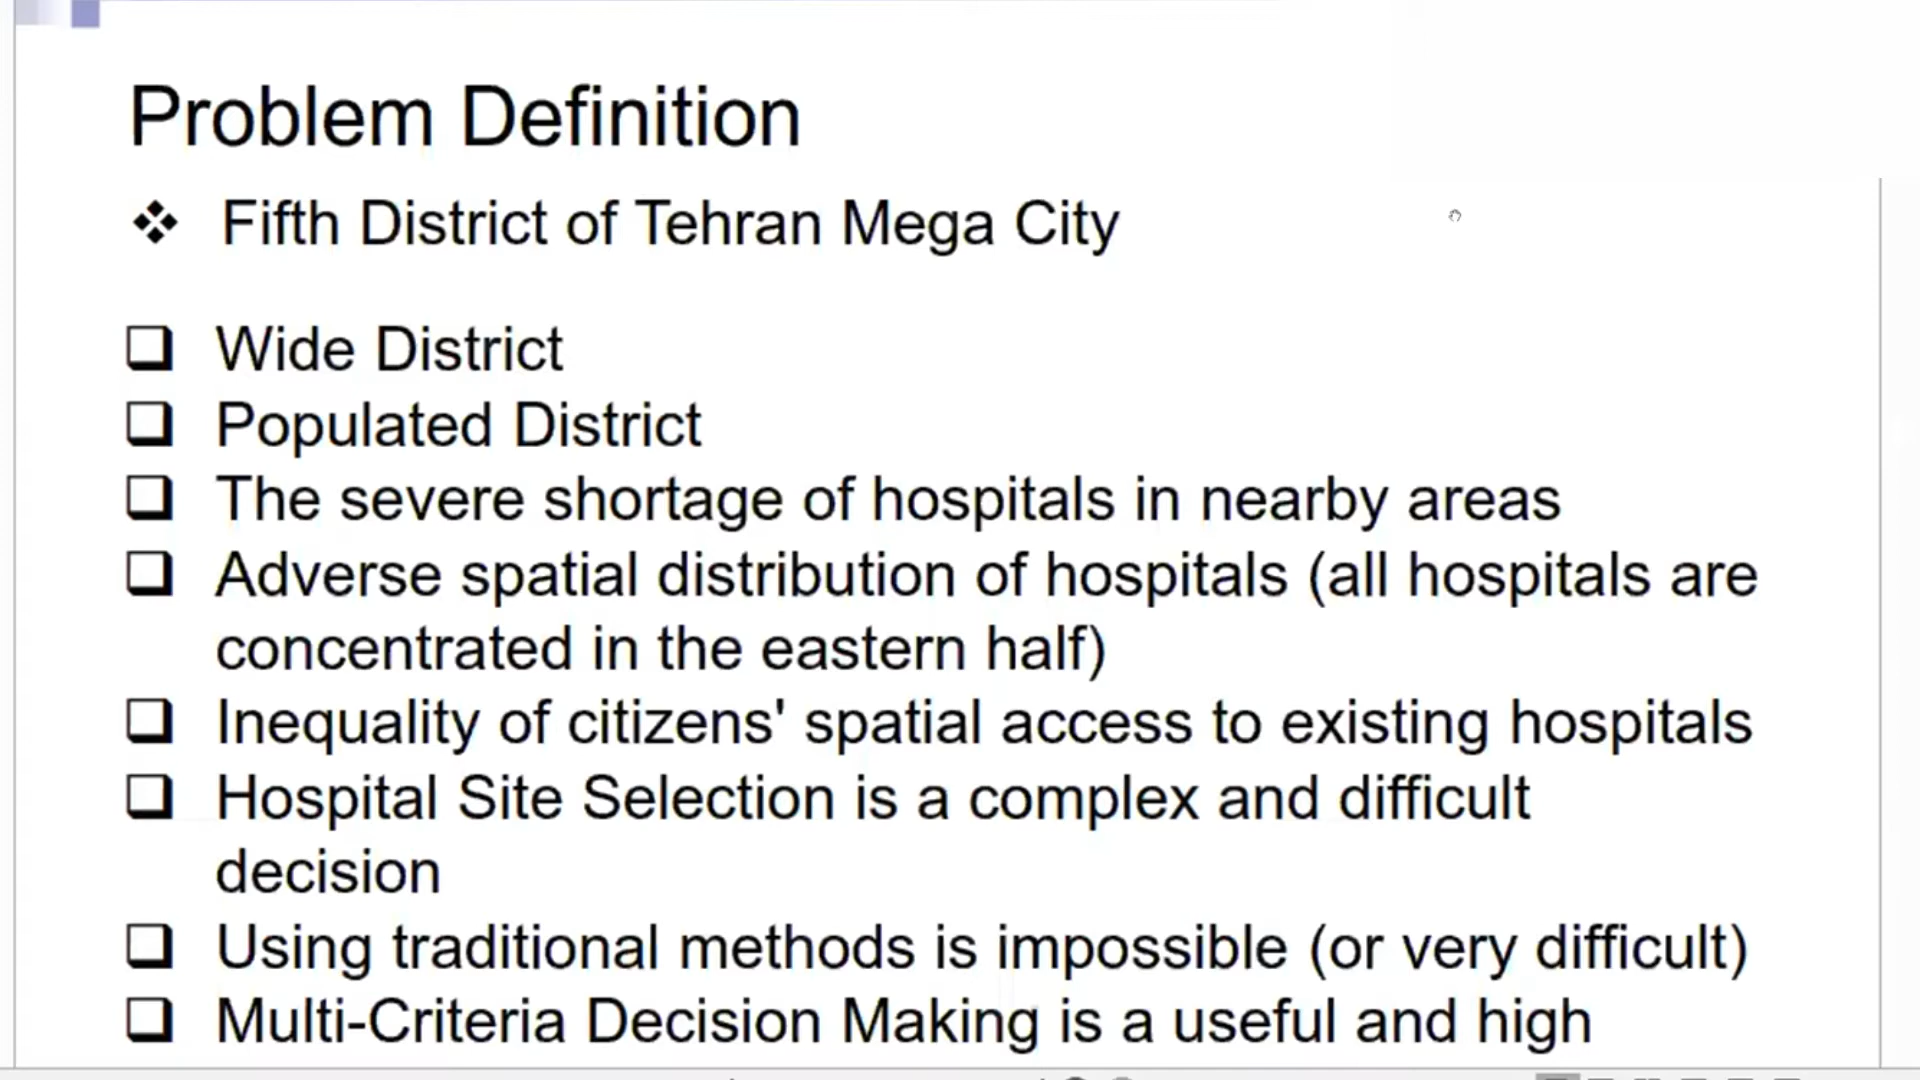 Problem Definition
❖ Fifth District of Tehran Mega City
❑ Wide District
❑ Populated District
❑ The severe shortage of hospitals in nearby areas
❑ Adverse spatial distribution of hospitals (all hospitals are
concentrated in the eastern half)
❑ Inequality of citizens' spatial access to existing hospitals
❑ Hospital Site Selection is a complex and difficult
decision
❑ Using traditional methods is impossible (or very difficult)
❑ Multi-Criteria Decision Making is a useful and high